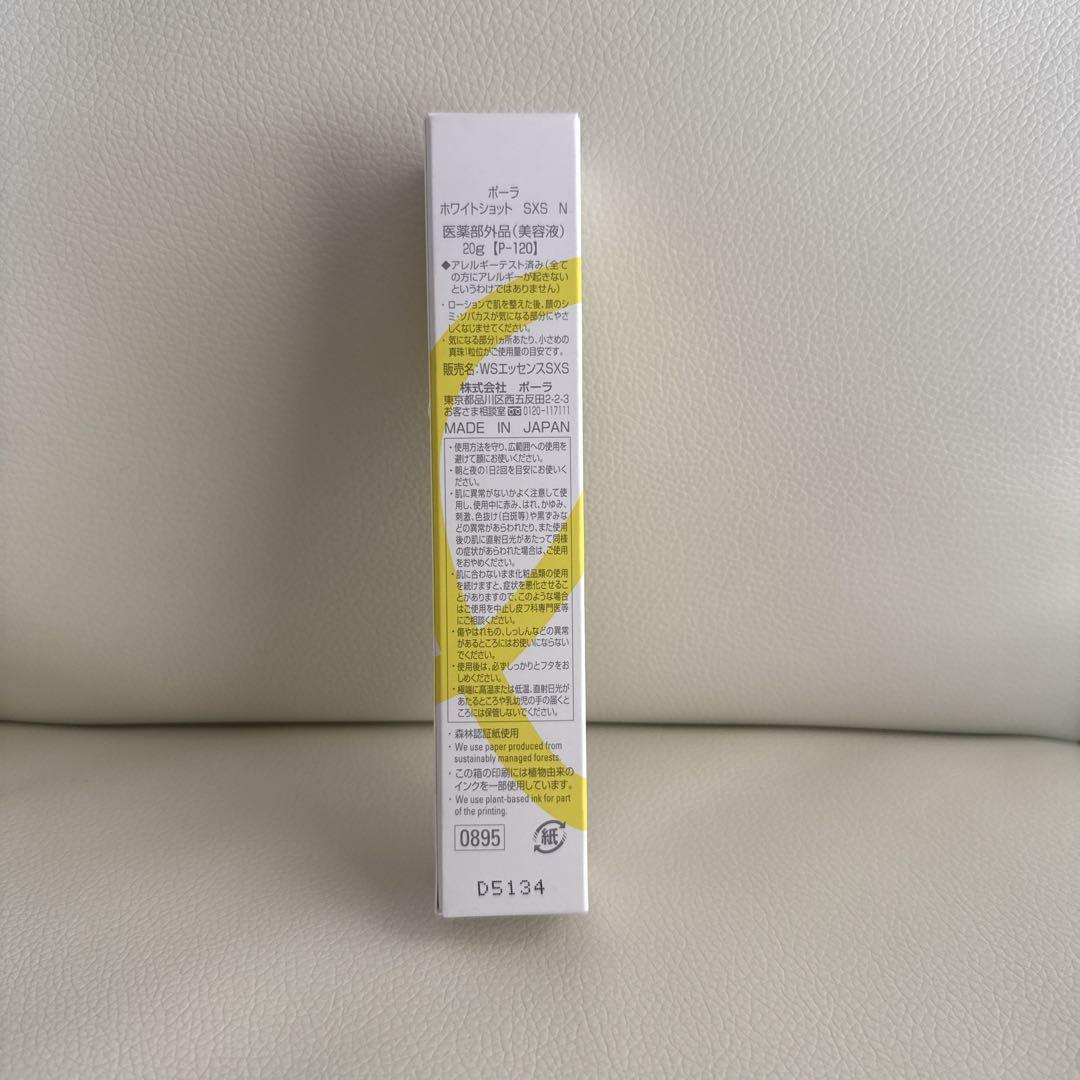 ポーラ
ホワイトショット SXS N
医薬部外品(美容液)
20g【P-120】
◆アレルギーテスト済み(全て
の方にアレルギーが起きない
というわけではありません)
・ローションで肌を整えた後、顔のシ
ミ・ソバカスが気になる部分にやさ
しくなじませてください。
・気になる部分1ヵ所あたり、小さめの
真珠1粒位がご使用量の目安です。
販売名:WSエッセンスSXS
株式会社 ポーラ
東京都品川区西五反田2-2-3
お客さま相談室 0120-117111
MADE IN JAPAN
・使用方法を守り、広範囲への使用を
避けて顔にお使いください。
・朝と夜の1日2回を目安にお使いく
ださい。
・肌に異常がないかよく注意して使
用し、使用中に赤み、はれ、かゆみ、
刺激、色抜け(白斑等)や黒ずみな
どの異常があらわれたり、また使用
後の肌に直射日光があたって同様
の症状があらわれた場合は、ご使用
をおやめください。
・肌に合わないまま化粧品類の使用
を続けますと、症状を悪化させるこ
とがありますので、このような場合
はご使用を中止し皮フ科専門医等
にご相談ください。
・傷やはれもの、しっしんなどの異常
があるところにはお使いにならない
でください。
・使用後は、必ずしっかりとフタをお
しめください。
・極端に高温または低温、直射日光が
あたるところや乳幼児の手の届くと
ころには保管しないでください。
・森林認証紙使用
・We use paper produced from
sustainably managed forests.
・この箱の印刷には植物由来の
インクを一部使用しています。
・We use plant-based ink for part
of the printing.
0895
紙
D5134